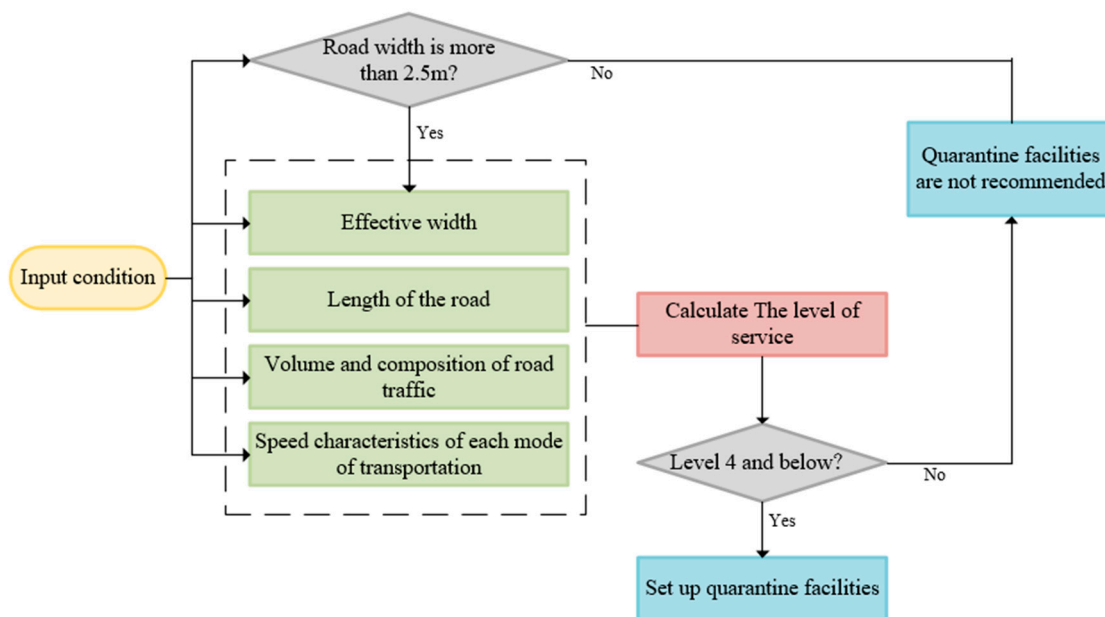 Road width is more
than 2.5m?
No
Yes
Quarantine facilities
are not recommended
Effective width
Input condition
Length of the road
Calculate The level of
service
Volume and composition of road
traffic
Speed characteristics of each mode
of transportation
Level 4 and below?
No
Yes
Set up quarantine facilities